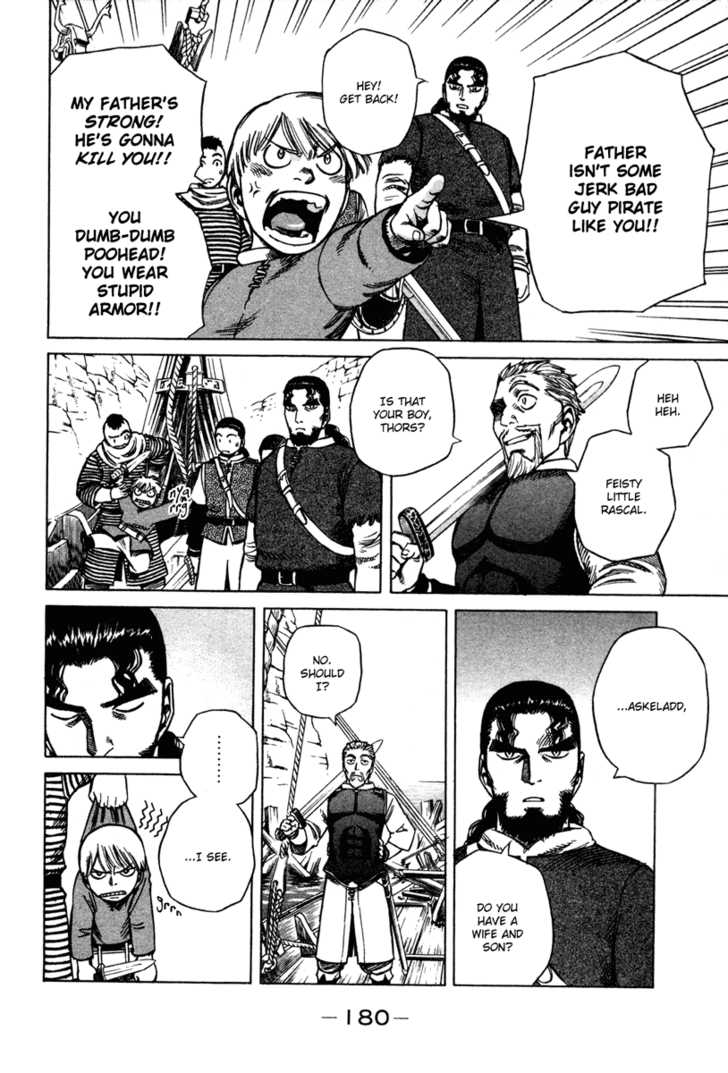 FATHER
ISN'T SOME
JERK BAD
GUY PIRATE
LIKE YOU!!
HEY!
GET BACK!
MY FATHER'S
STRONG!
HE'S GONNA
KILL YOU!!
YOU
DUMB-DUMB
POOHEAD!
YOU WEAR
STUPID
ARMOR!!
HEH
HEH.
FEISTY
LITTLE
RASCAL.
IS THAT
YOUR BOY,
THORS?
nya
rrg
...ASKELADD,
DO YOU
HAVE A
WIFE AND
SON?
NO.
SHOULD
I?
........
...I SEE.
grrn
—180—